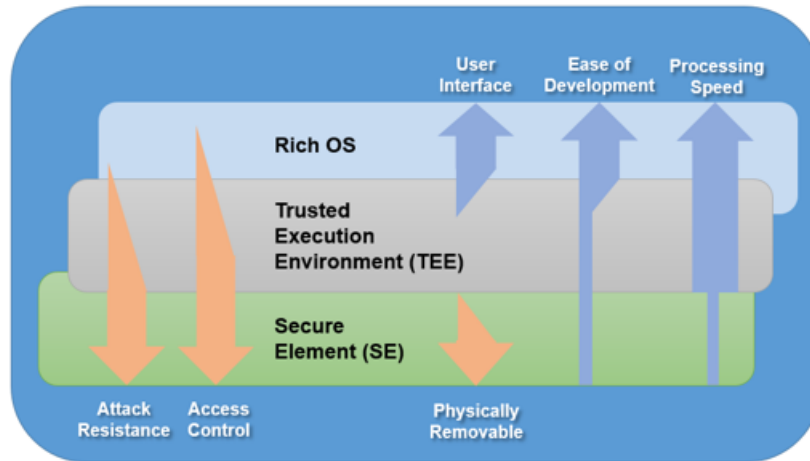 User
Interface
Ease of
Development
Processing
Speed
Rich OS
Trusted
Execution
Environment (TEE)
Secure
Element (SE)
Attack
Resistance
Access
Control
Physically
Removable